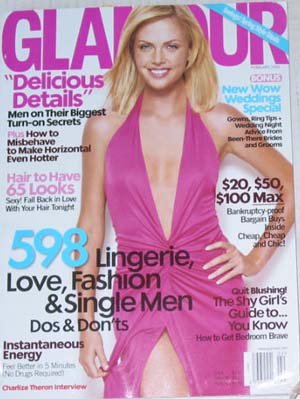 GLAMOUR
BONUS
New Wow
Weddings
Special
Gowns, Ring Tips +
Wedding Night
Advice From
Been-There Brides
and Grooms
"Delicious
Details"
Men on Their Biggest
Turn-on Secrets
Plus How to
Misbehave
to Make Horizontal
Even Hotter
Hair to Have
65 Looks
Sexy! Fall Back in Love
With Your Hair Tonight
$20, $50,
$100 Max
Bankruptcy-proof
Bargain Buys
Inside
Cheap, Cheap
and Chic!
598 Lingerie,
Love, Fashion
& Single Men
Dos & Don'ts
Quit Blushing!
The Shy Girl's
Guide to...
You Know
How to Get Bedroom Brave
Instantaneous
Energy
Feel Better in 5 Minutes
(No Drugs Required)
Charlize Theron Interview